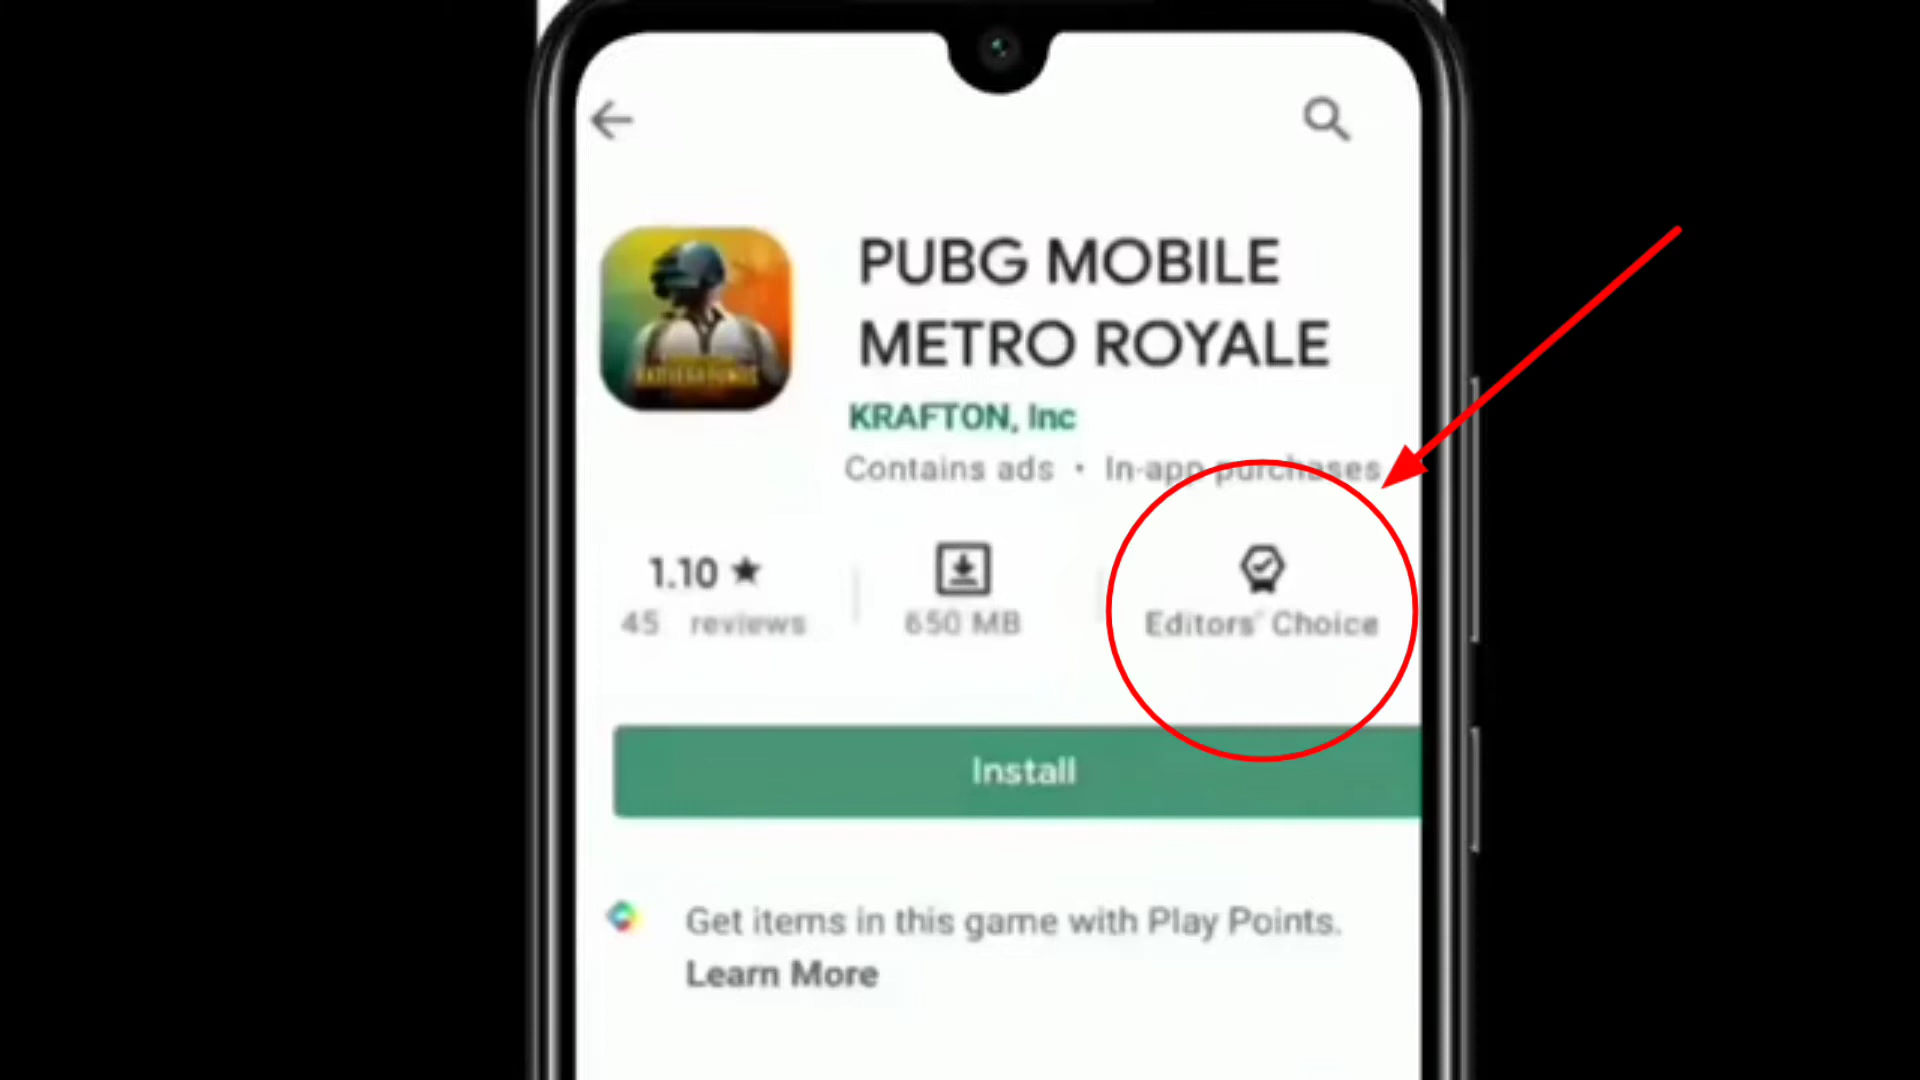 PUBG MOBILE
METRO ROYALE
KRAFTON, Inc
Contains ads • In-app purchases
1.10 ★
45 reviews
650 MB
Editors' Choice
Install
Get items in this game with Play Points.
Learn More